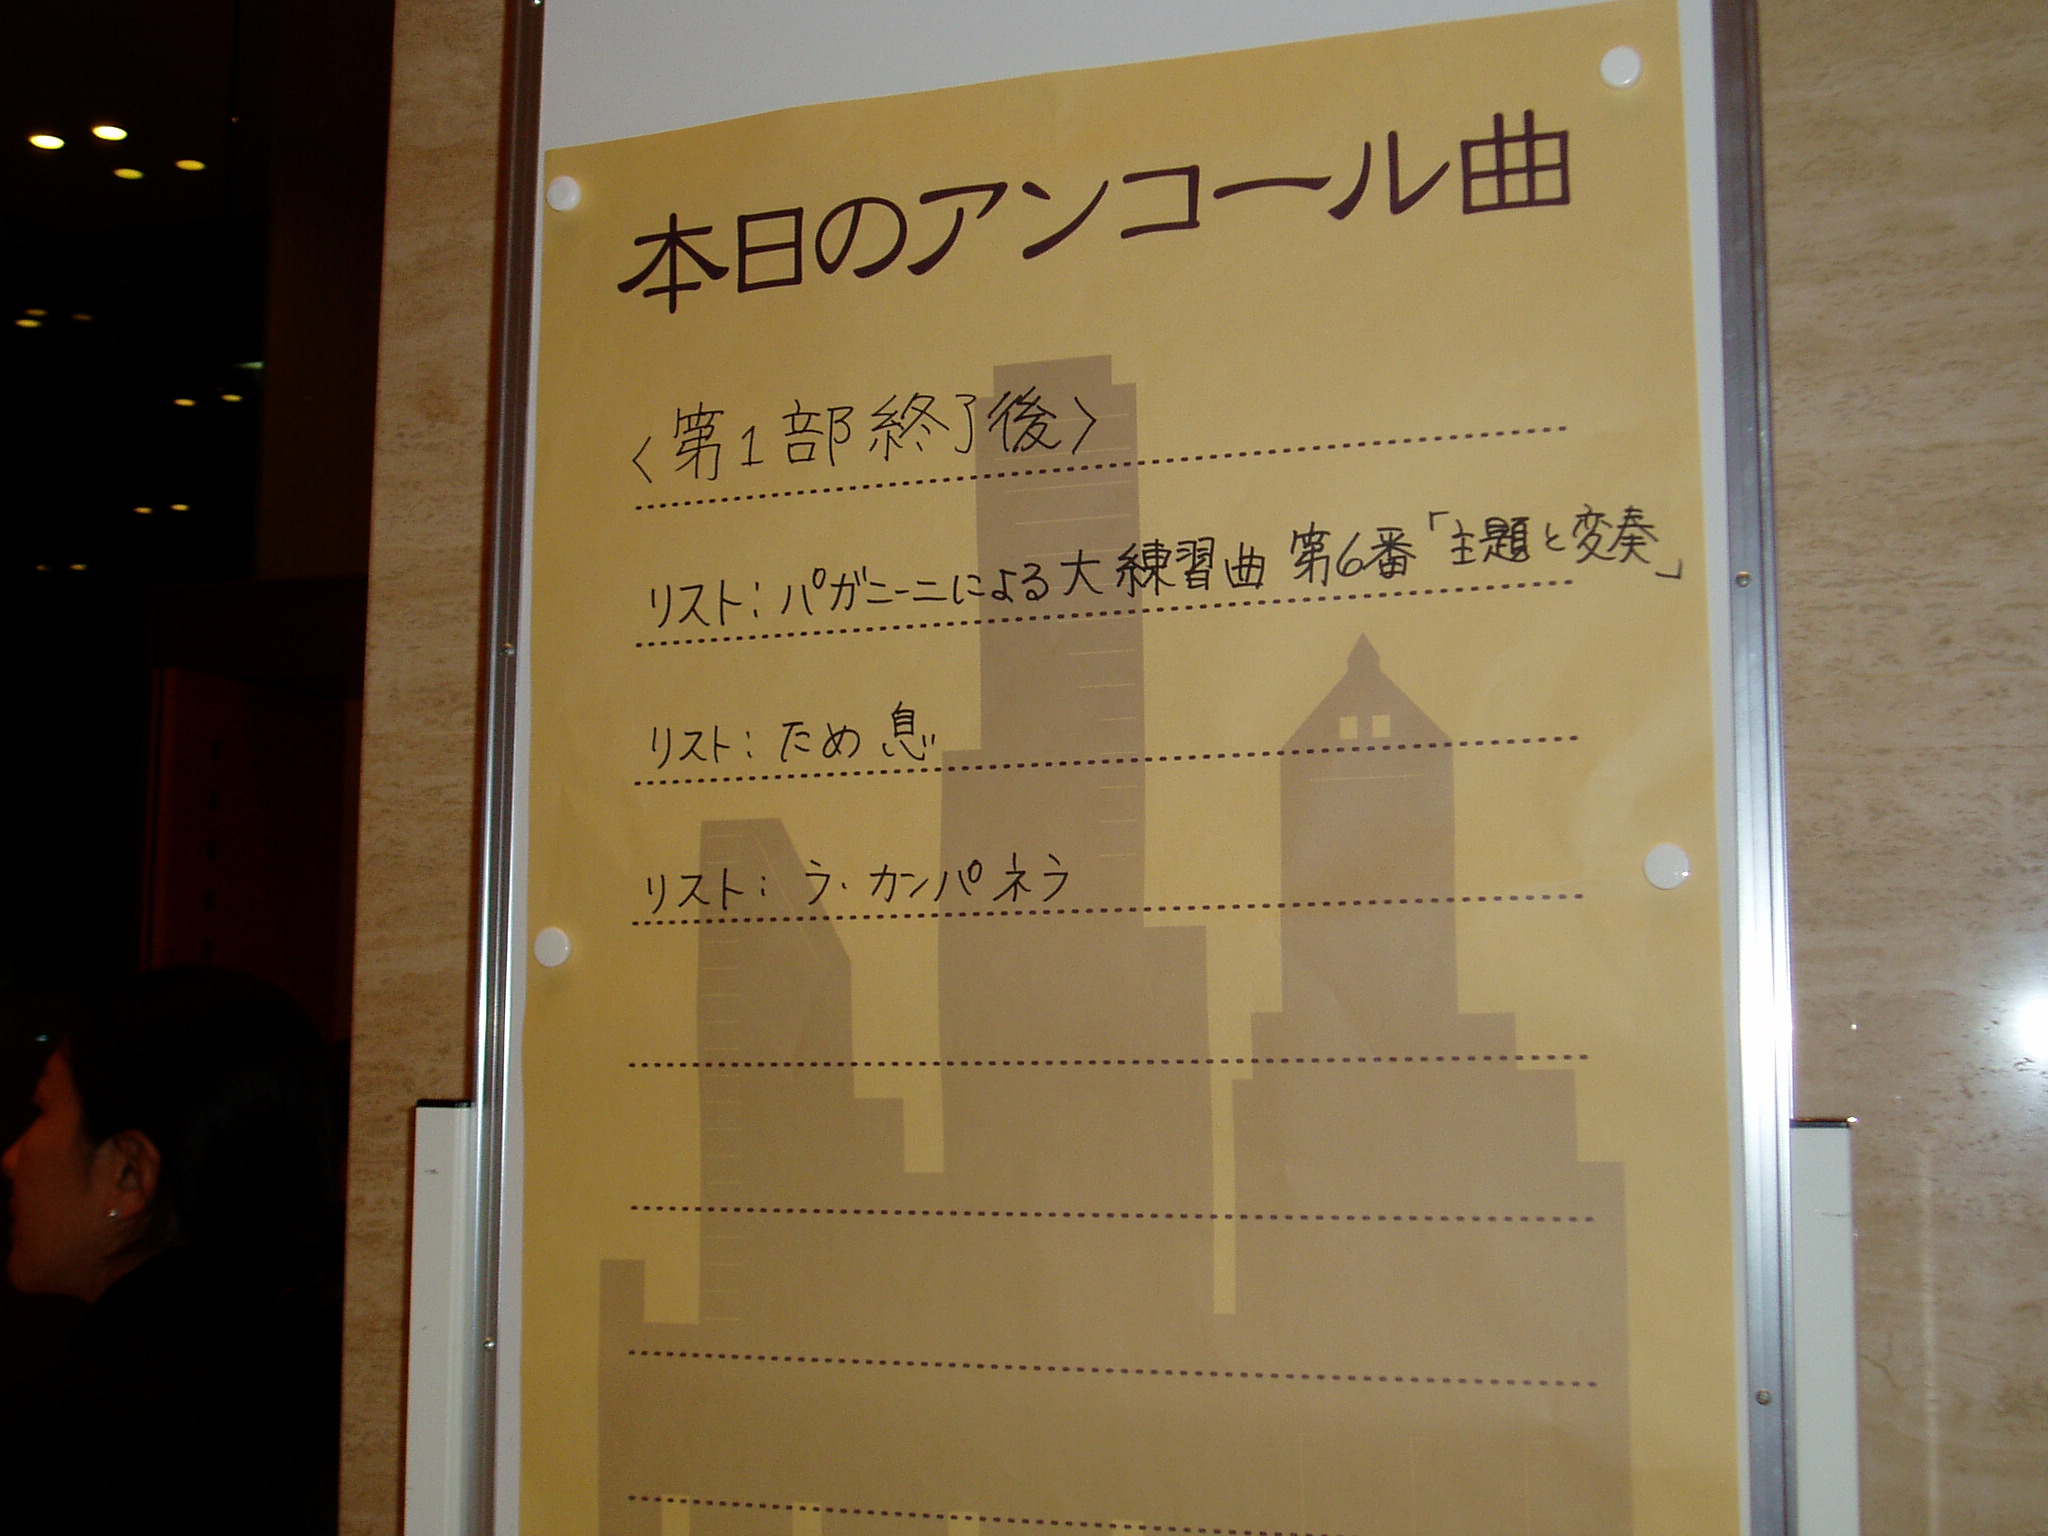 本日のアンコール曲
〈第1部終了後〉
リスト：パガニーニによる大練習曲 第6番「主題と変奏」
リスト：ため息
リスト：ラ・カンパネラ